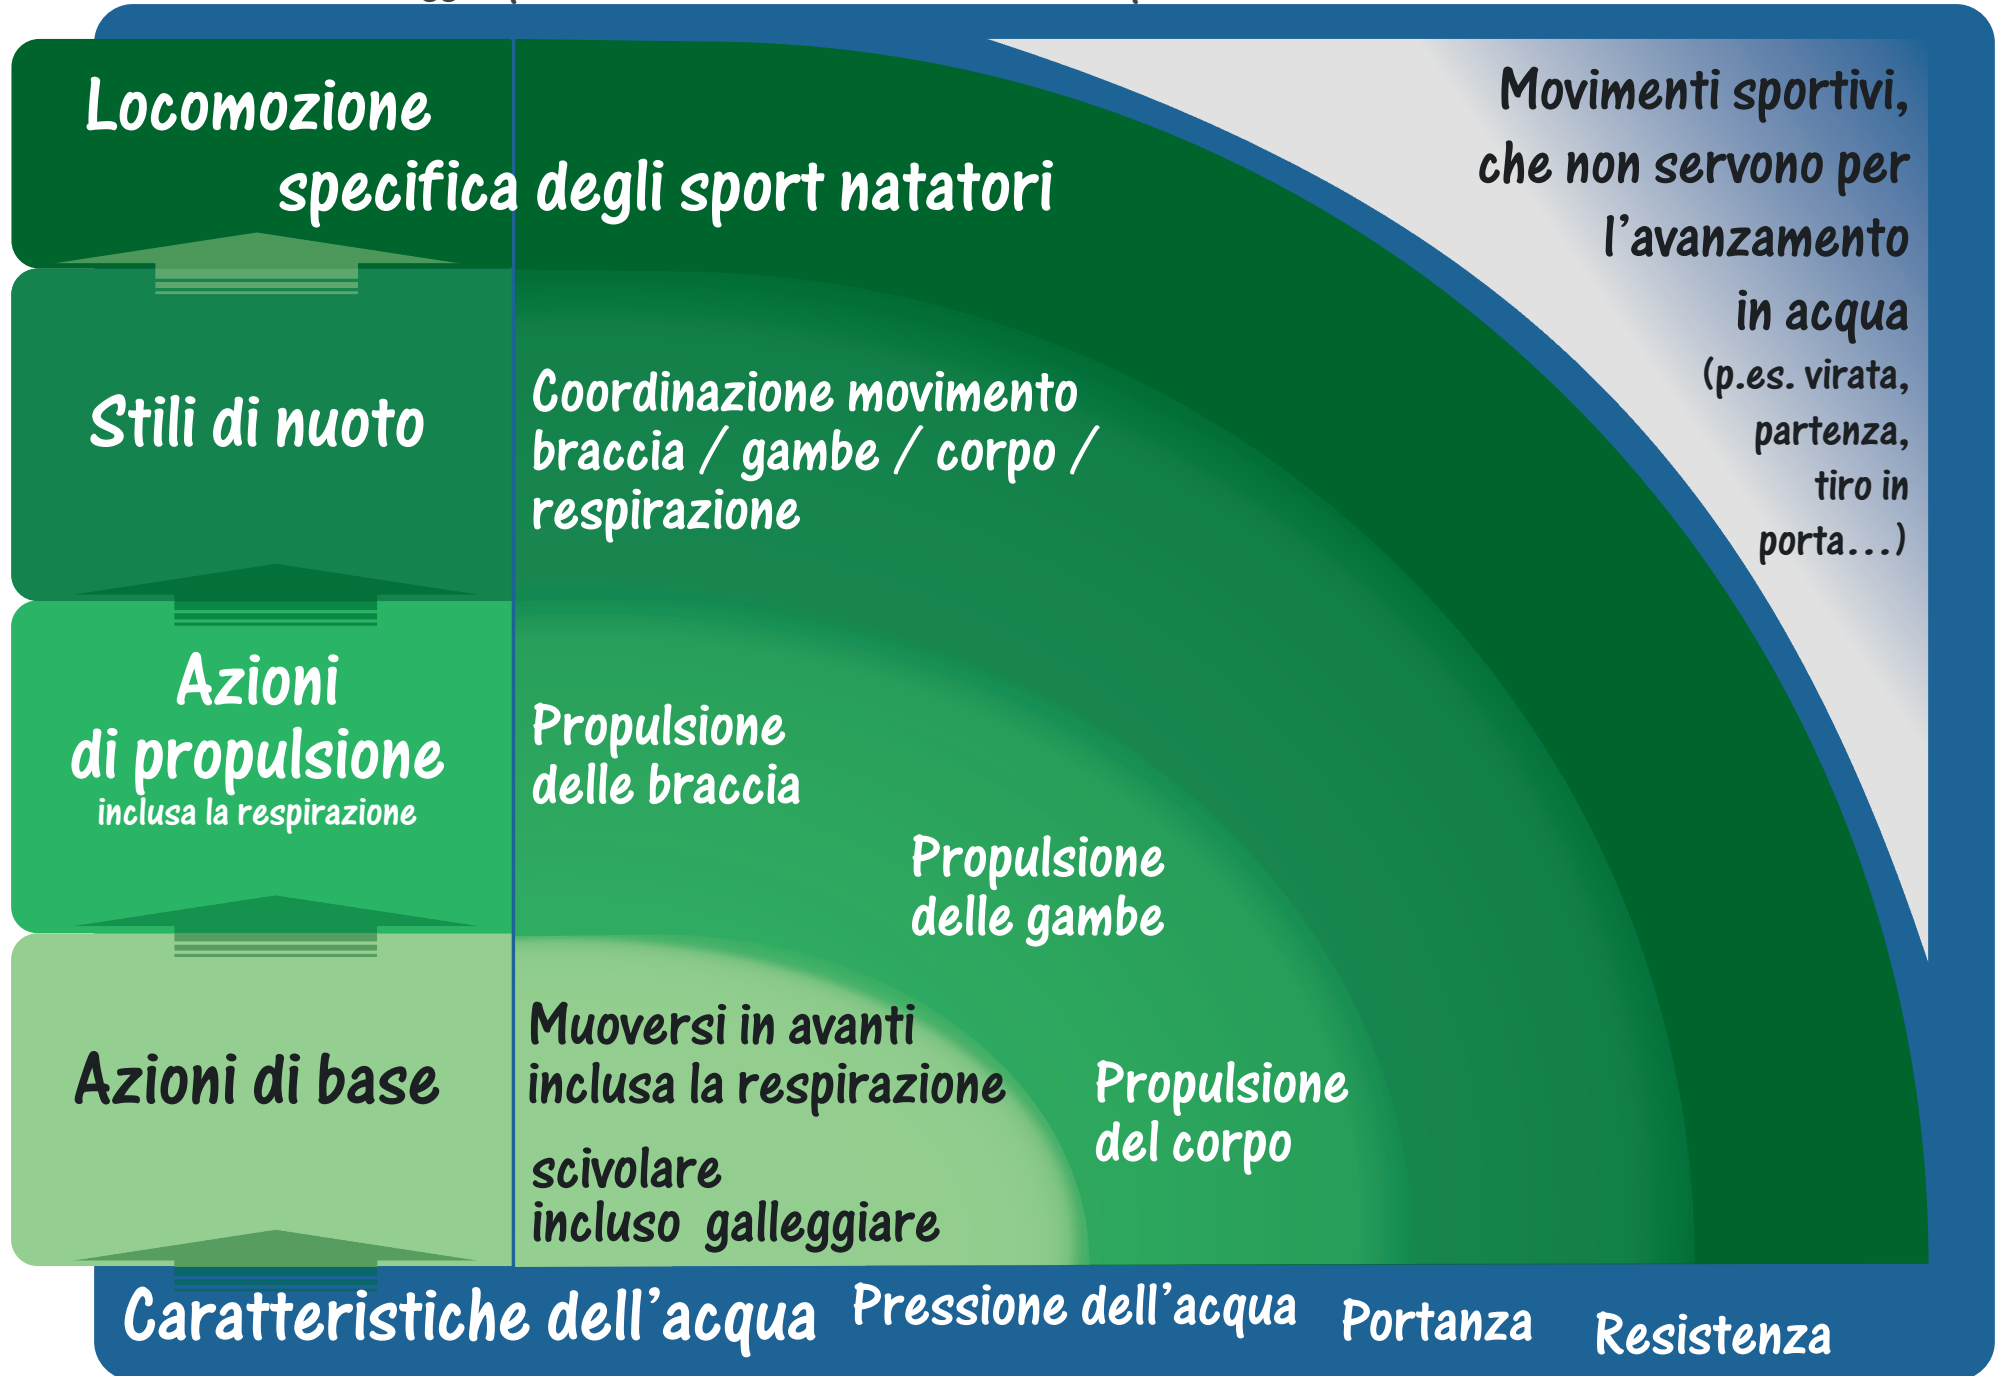 Locomozione
specifica degli sport natatori
Movimenti sportivi,
che non servono per
l'avanzamento
in acqua
(p.es. virata,
partenza,
tiro in
porta...)
Stili di nuoto
Coordinazione movimento
braccia / gambe / corpo /
respirazione
Azioni
di propulsione
inclusa la respirazione
Propulsione
delle braccia
Propulsione
delle gambe
Propulsione
del corpo
Azioni di base
Muoversi in avanti
inclusa la respirazione
scivolare
incluso galleggiare
Caratteristiche dell'acqua
Pressione dell'acqua
Portanza
Resistenza